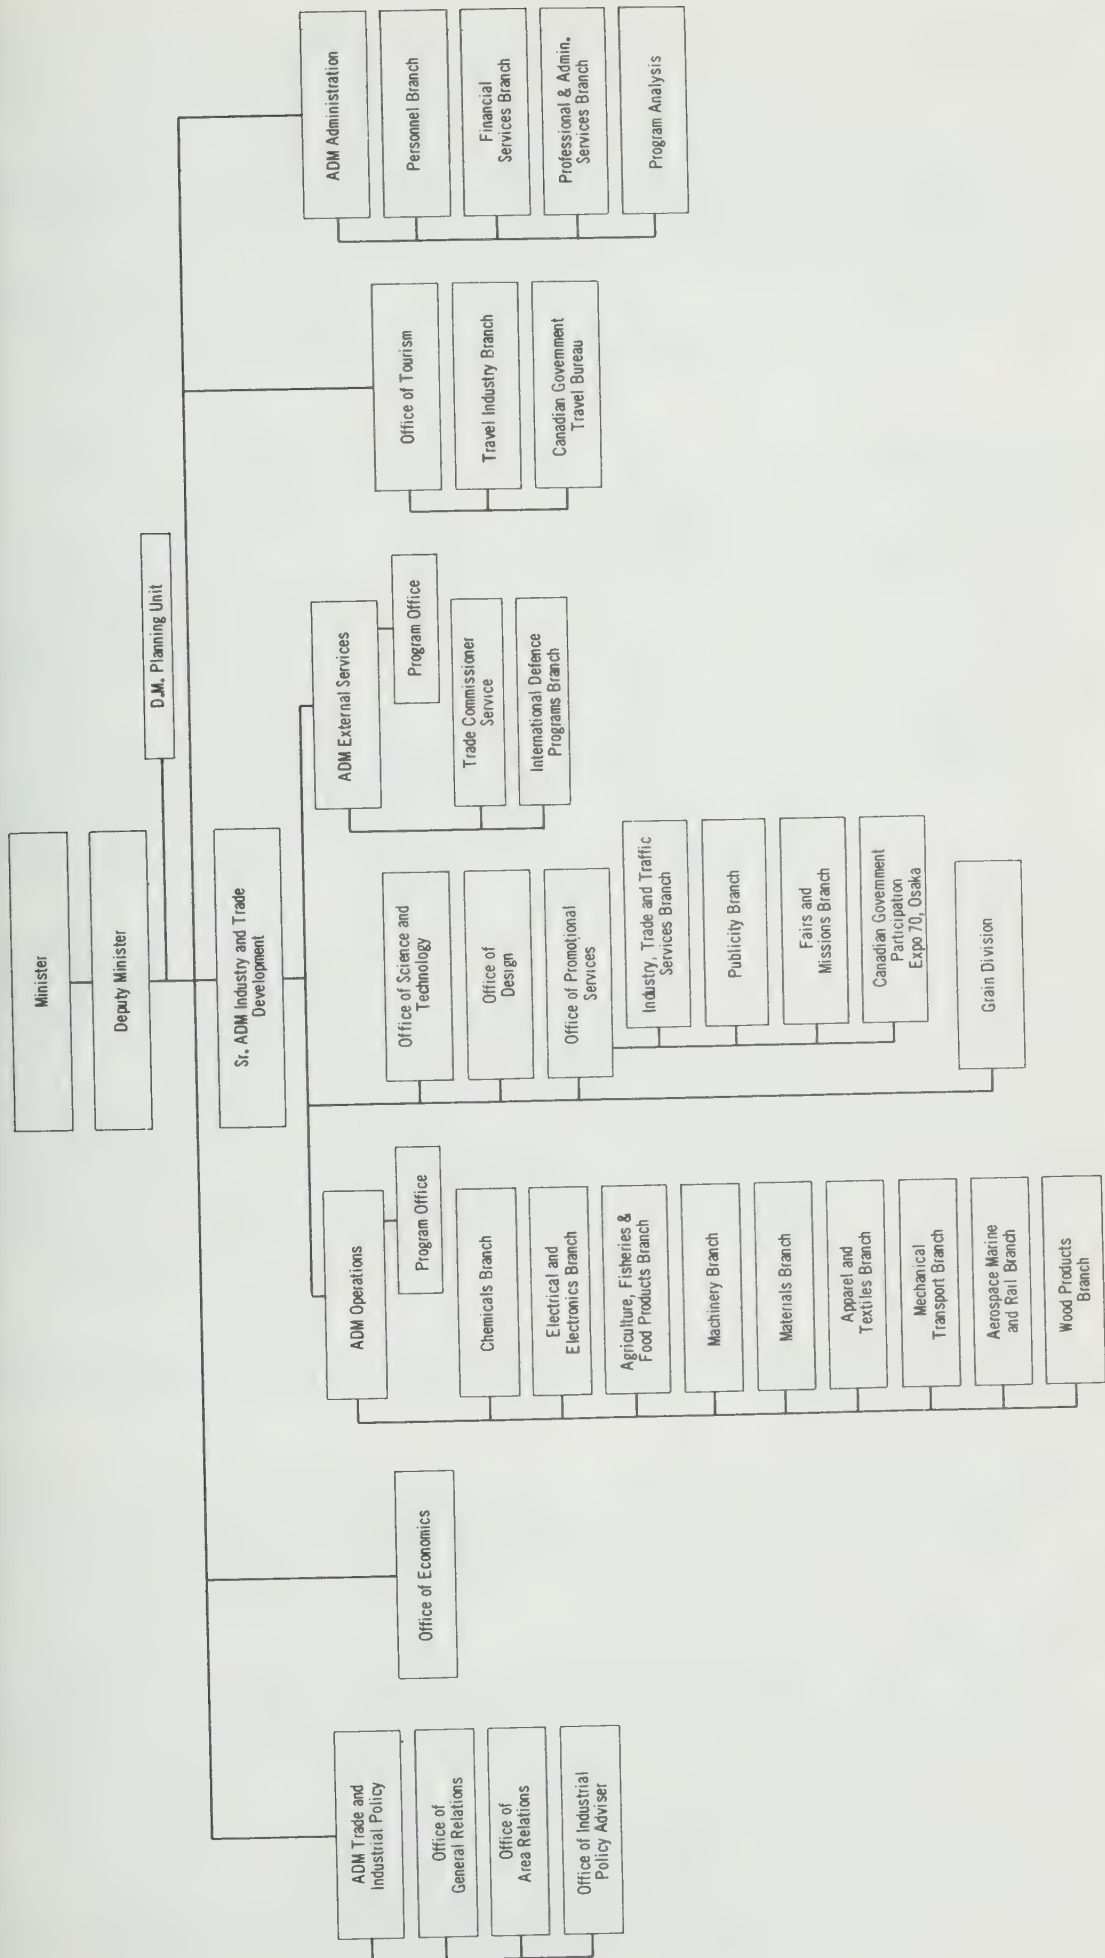 Minister
Deputy Minister
D.M. Planning Unit
Sr. ADM Industry and Trade
Development
ADM Trade and
Industrial Policy
Office of
General Relations
Office of
Area Relations
Office of Industrial
Policy Adviser
Office of Economics
ADM Operations
Program Office
Chemicals Branch
Electrical and
Electronics Branch
Agriculture, Fisheries &
Food Products Branch
Machinery Branch
Materials Branch
Apparel and
Textiles Branch
Mechanical
Transport Branch
Aerospace Marine
and Rail Branch
Wood Products
Branch
Office of Science and
Technology
Office of
Design
Office of Promotional
Services
Industry, Trade and Traffic
Services Branch
Publicity Branch
Fairs and
Missions Branch
Canadian Government
Participation
Expo 70, Osaka
Grain Division
ADM External Services
Program Office
Trade Commissioner
Service
International Defence
Programs Branch
Office of Tourism
Travel Industry Branch
Canadian Government
Travel Bureau
ADM Administration
Personnel Branch
Financial
Services Branch
Professional & Admin.
Services Branch
Program Analysis